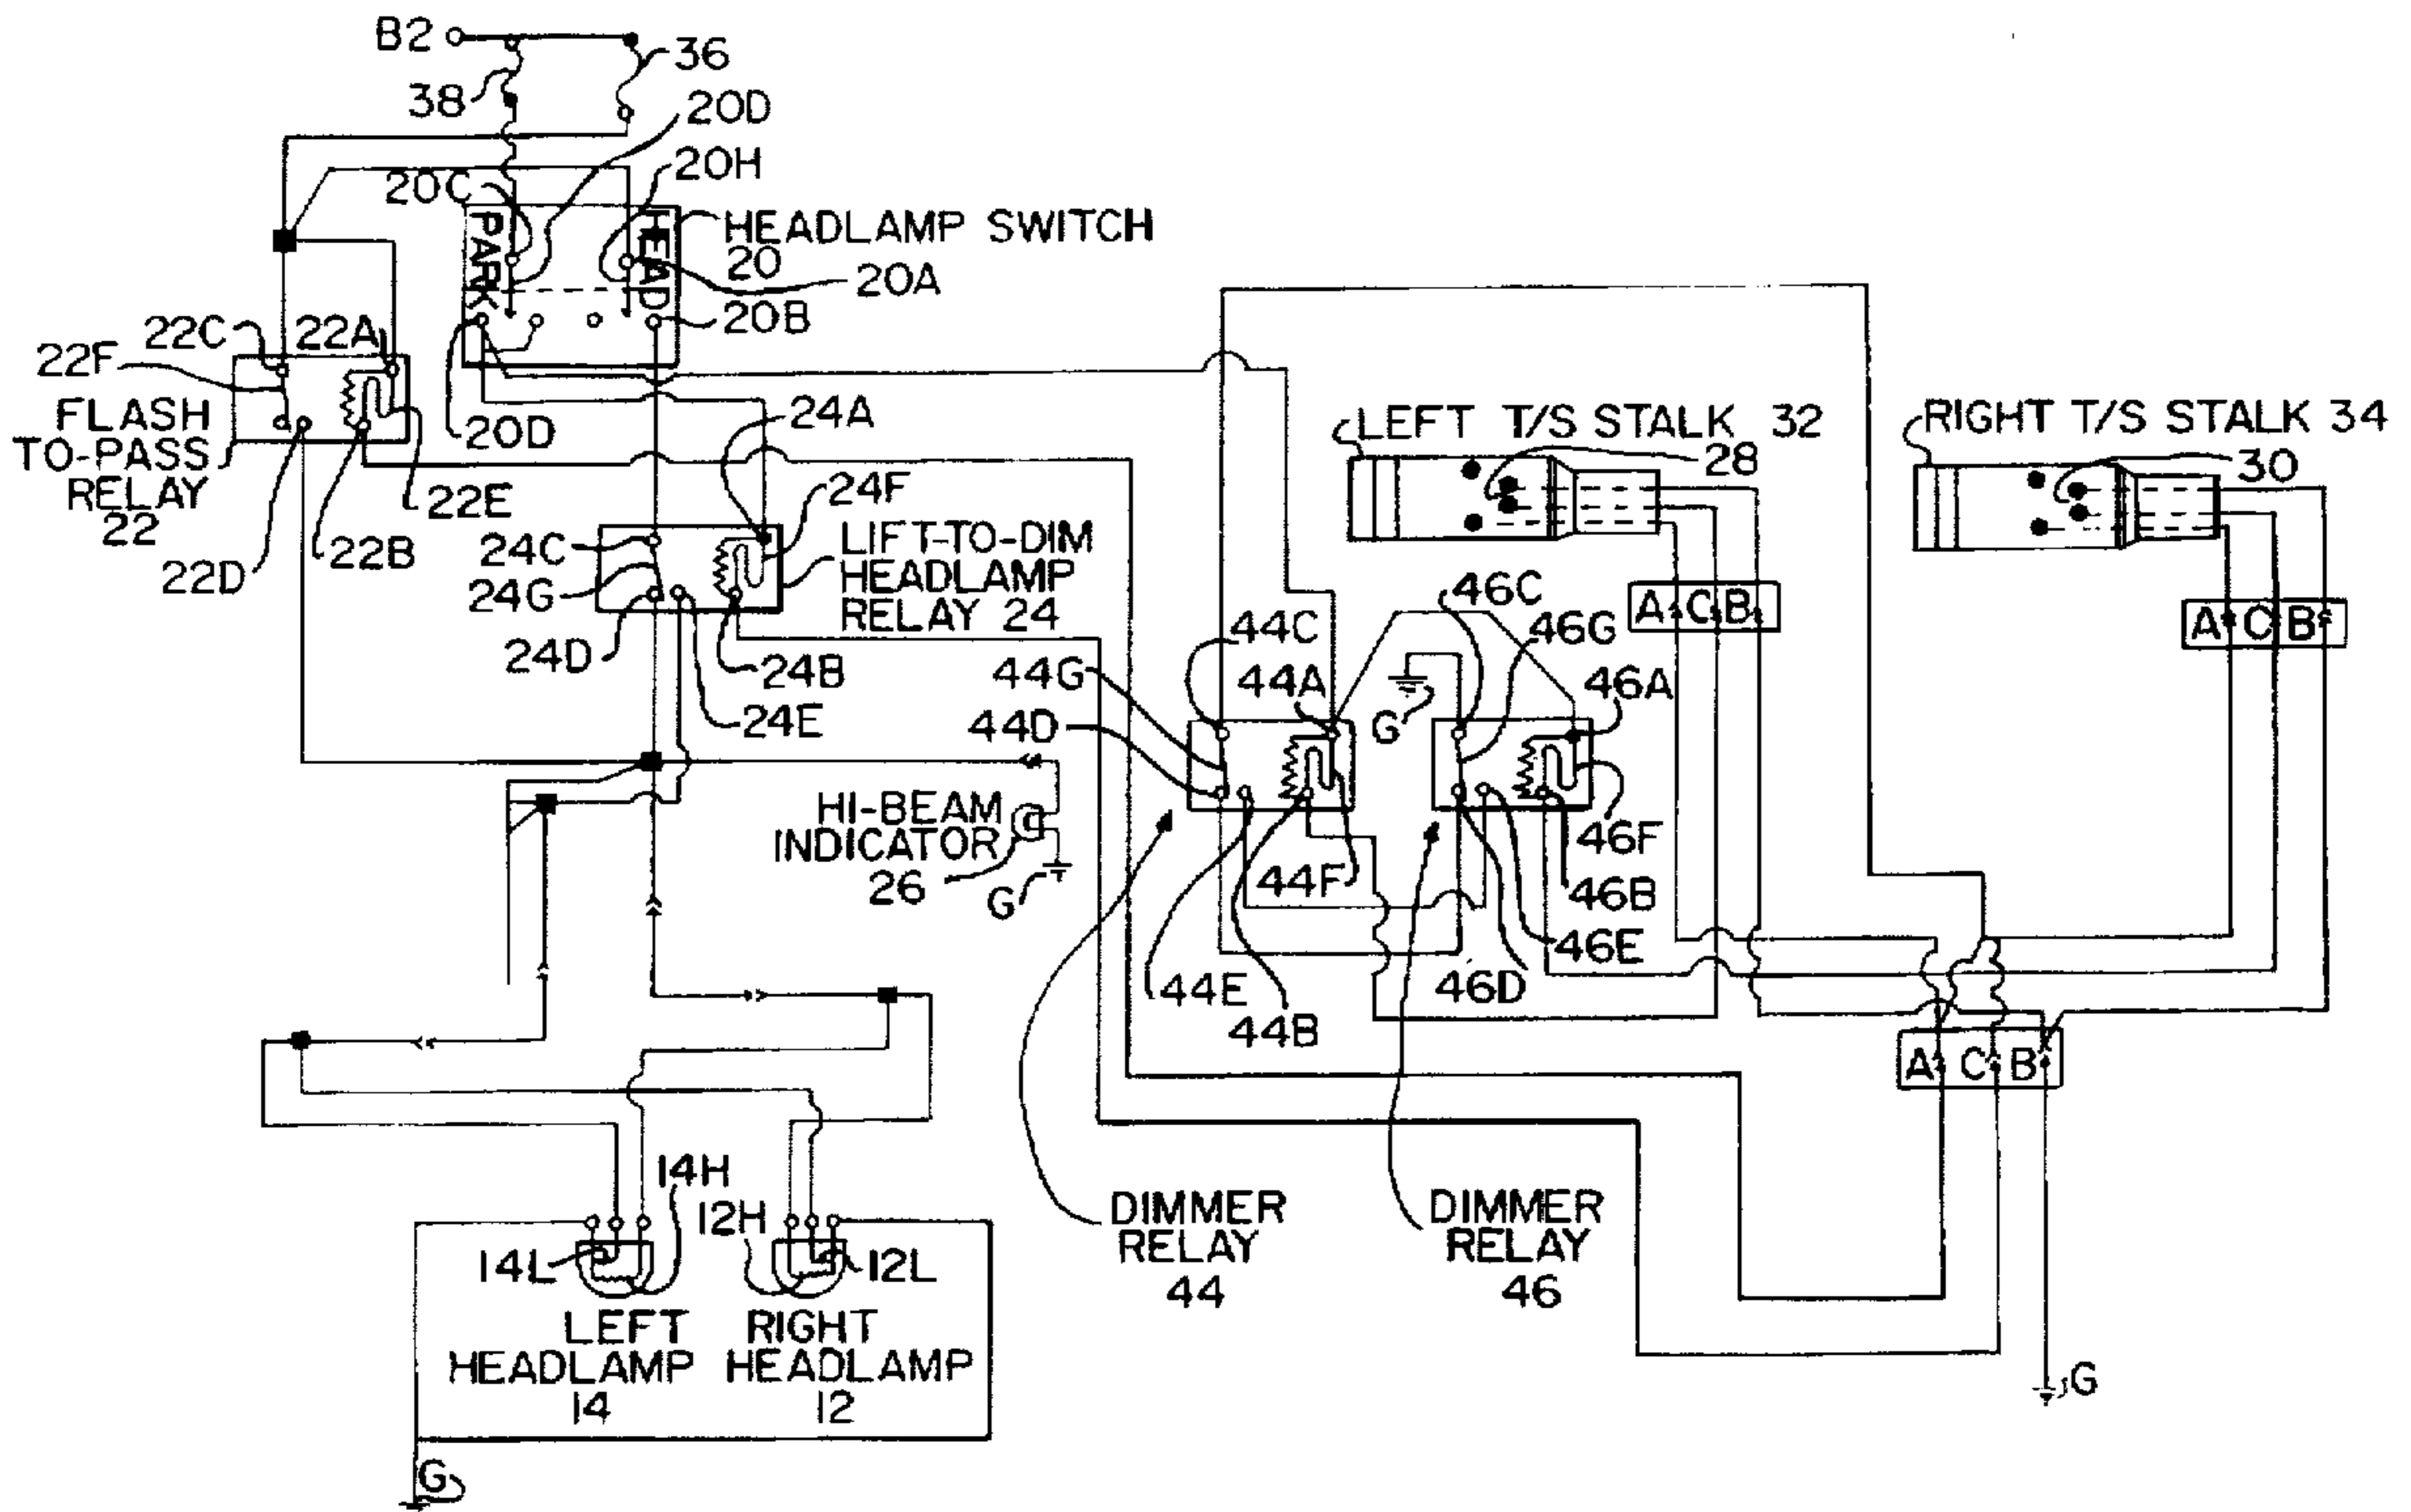 B2
36
38
20D
20H
20C
PARK
HEAD
HEADLAMP SWITCH
20
20A
20B
22C
22A
22F
FLASH
TO-PASS
RELAY
22
20D
22E
22B
22D
24A
24F
24C
24G
24D
24B
24E
LIFT-TO-DIM
HEADLAMP
RELAY 24
LEFT T/S STALK 32
28
RIGHT T/S STALK 34
30
A C B
A C B
46C
46G
44C
44G
44A
44D
46A
G
HI-BEAM
INDICATOR
26
G
44F
46F
46B
46E
46D
44E
44B
A C B
14H
12H
14L
12L
LEFT
HEADLAMP
14
RIGHT
HEADLAMP
12
DIMMER
RELAY
44
DIMMER
RELAY
46
G
G